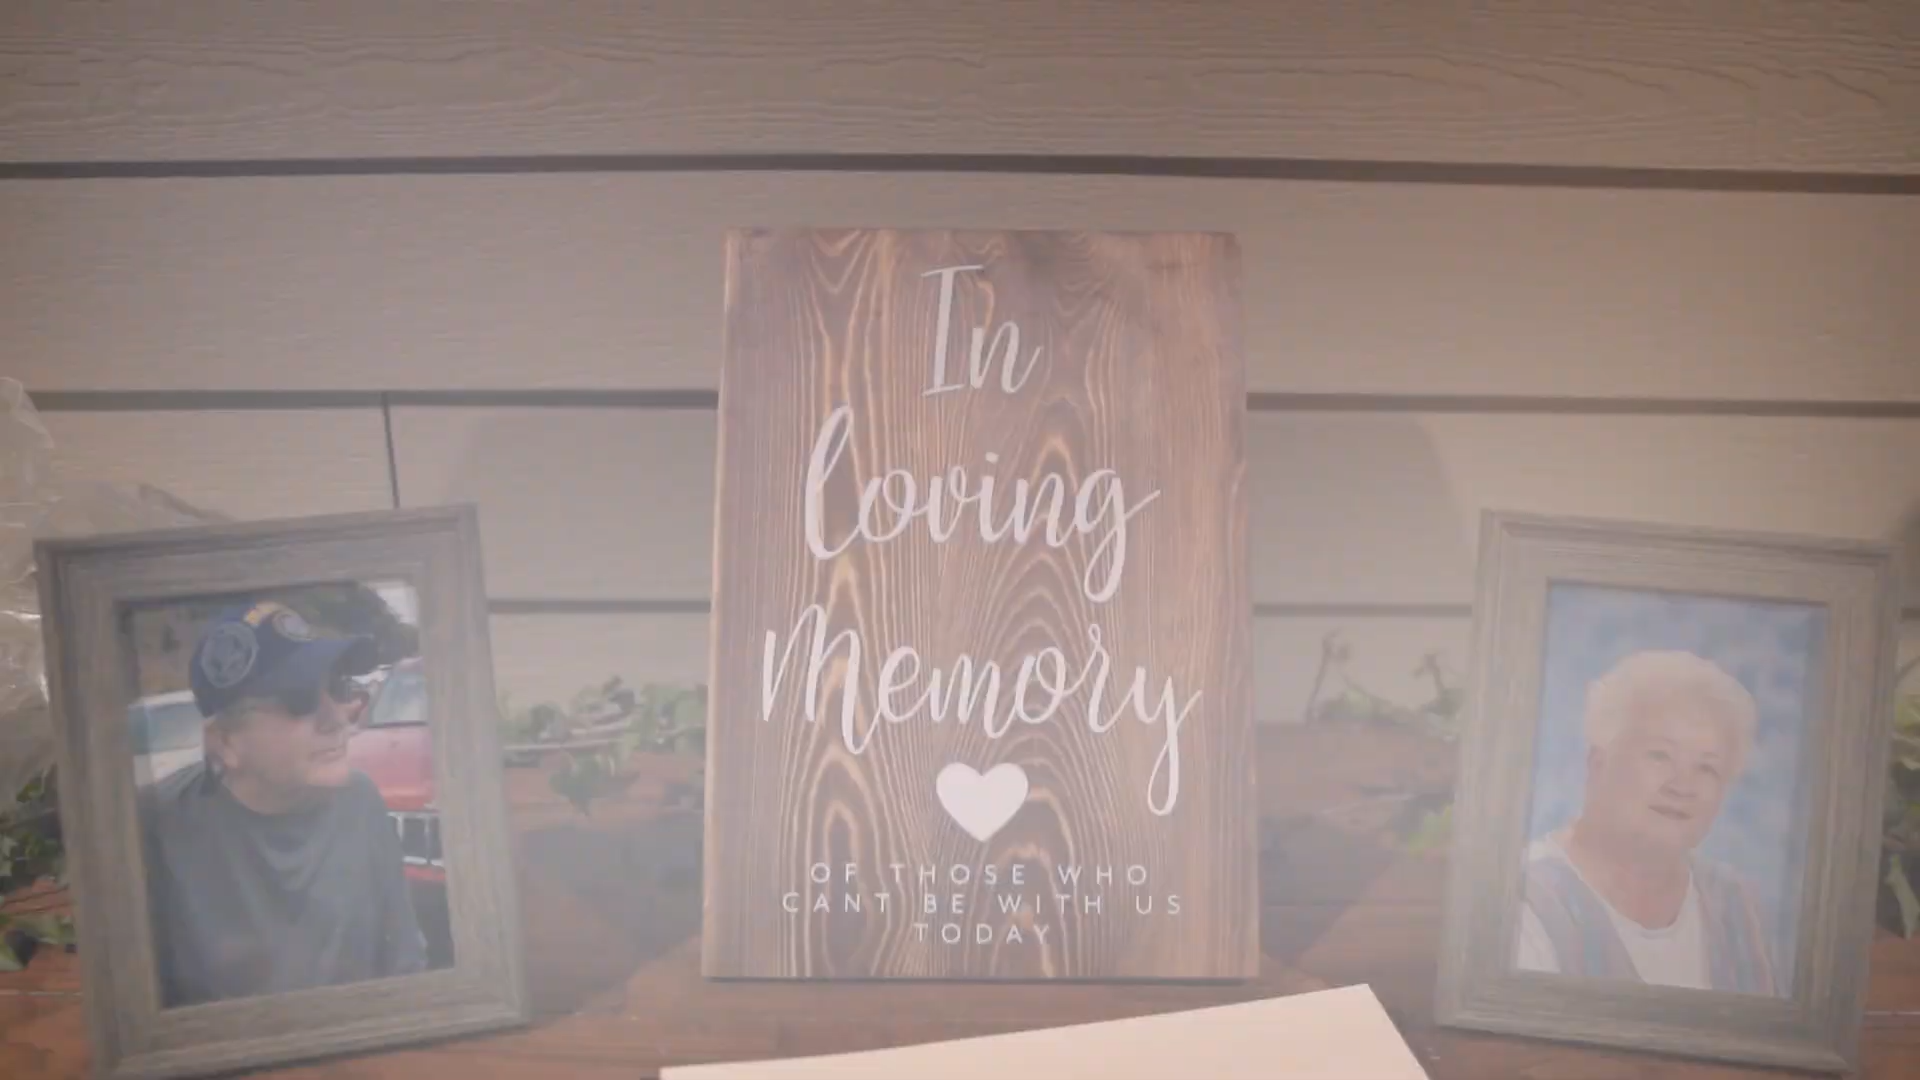 In
loving
Memory
OF THOSE WHO
CANT BE WITH US
TODAY